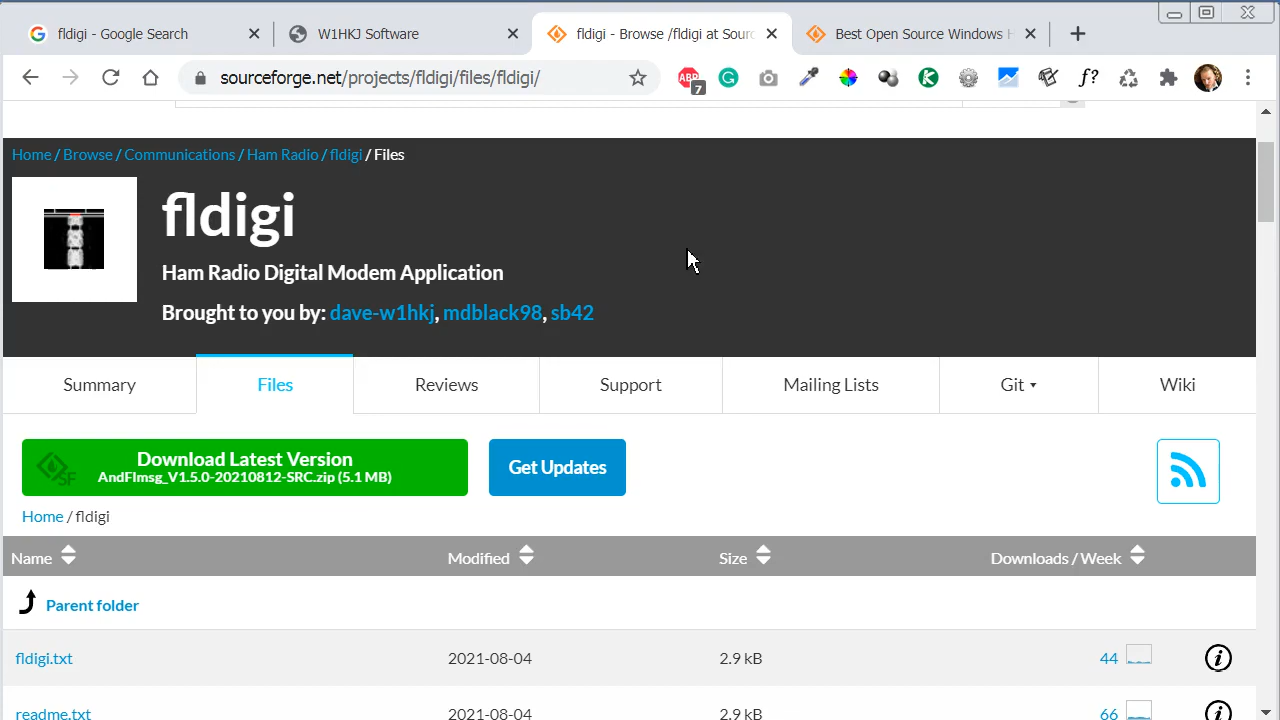 fldigi - Google Search
W1HKJ Software
fldigi - Browse /fldigi at Sourc
Best Open Source Windows H
sourceforge.net/projects/fldigi/files/fldigi/
ABP
7
f?
Home / Browse / Communications / Ham Radio / fldigi / Files
fldigi
Ham Radio Digital Modem Application
Brought to you by: dave-w1hkj, mdblack98, sb42
Summary
Files
Reviews
Support
Mailing Lists
Git
Wiki
Download Latest Version
AndFlmsg_V1.5.0-20210812-SRC.zip (5.1 MB)
SF
Get Updates
Home / fldigi
Name
Modified
Size
Downloads / Week
Parent folder
fldigi.txt
2021-08-04
2.9 kB
44
readme.txt
2021-08-04
2.9 kB
66